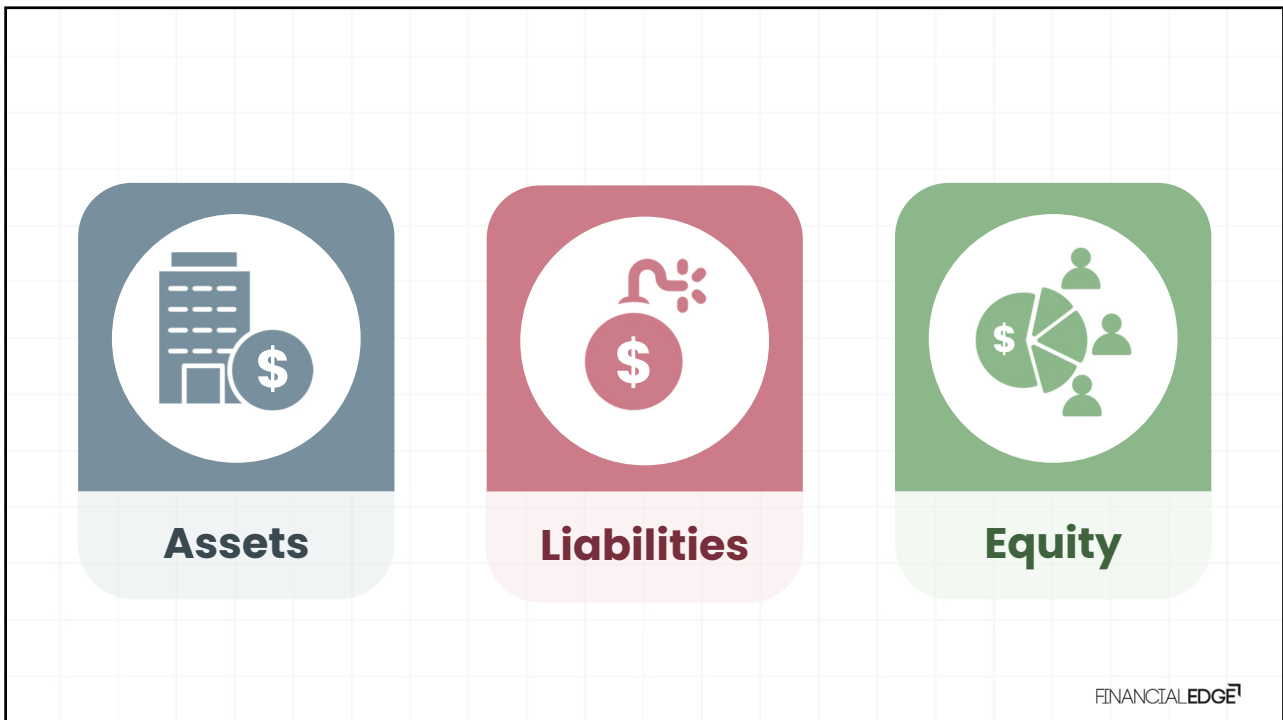 $
$
$
Assets
Liabilities
Equity
FINANCIALEDGE